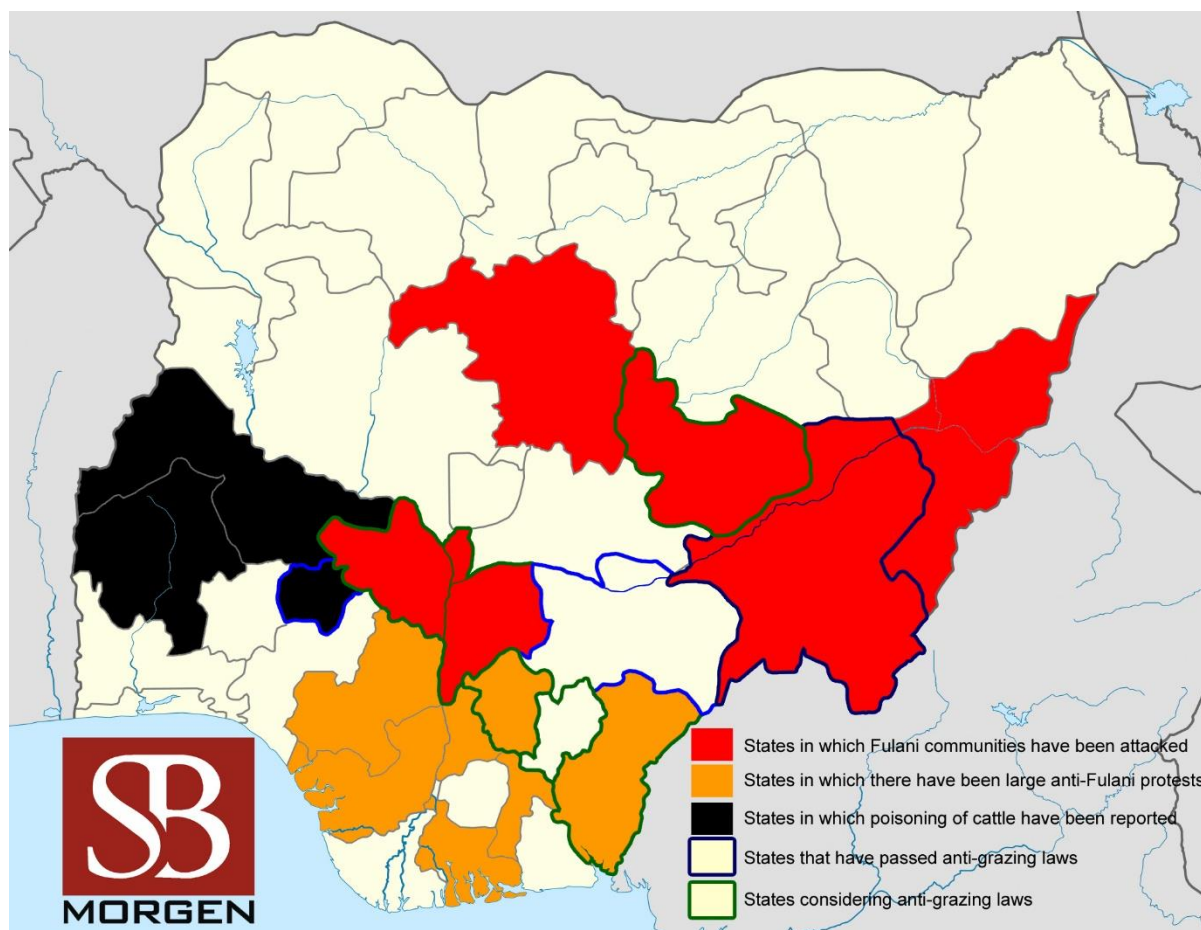 States in which Fulani communities have been attacked
States in which there have been large anti-Fulani protests
States in which poisoning of cattle have been reported
States that have passed anti-grazing laws
States considering anti-grazing laws
SB
MORGEN